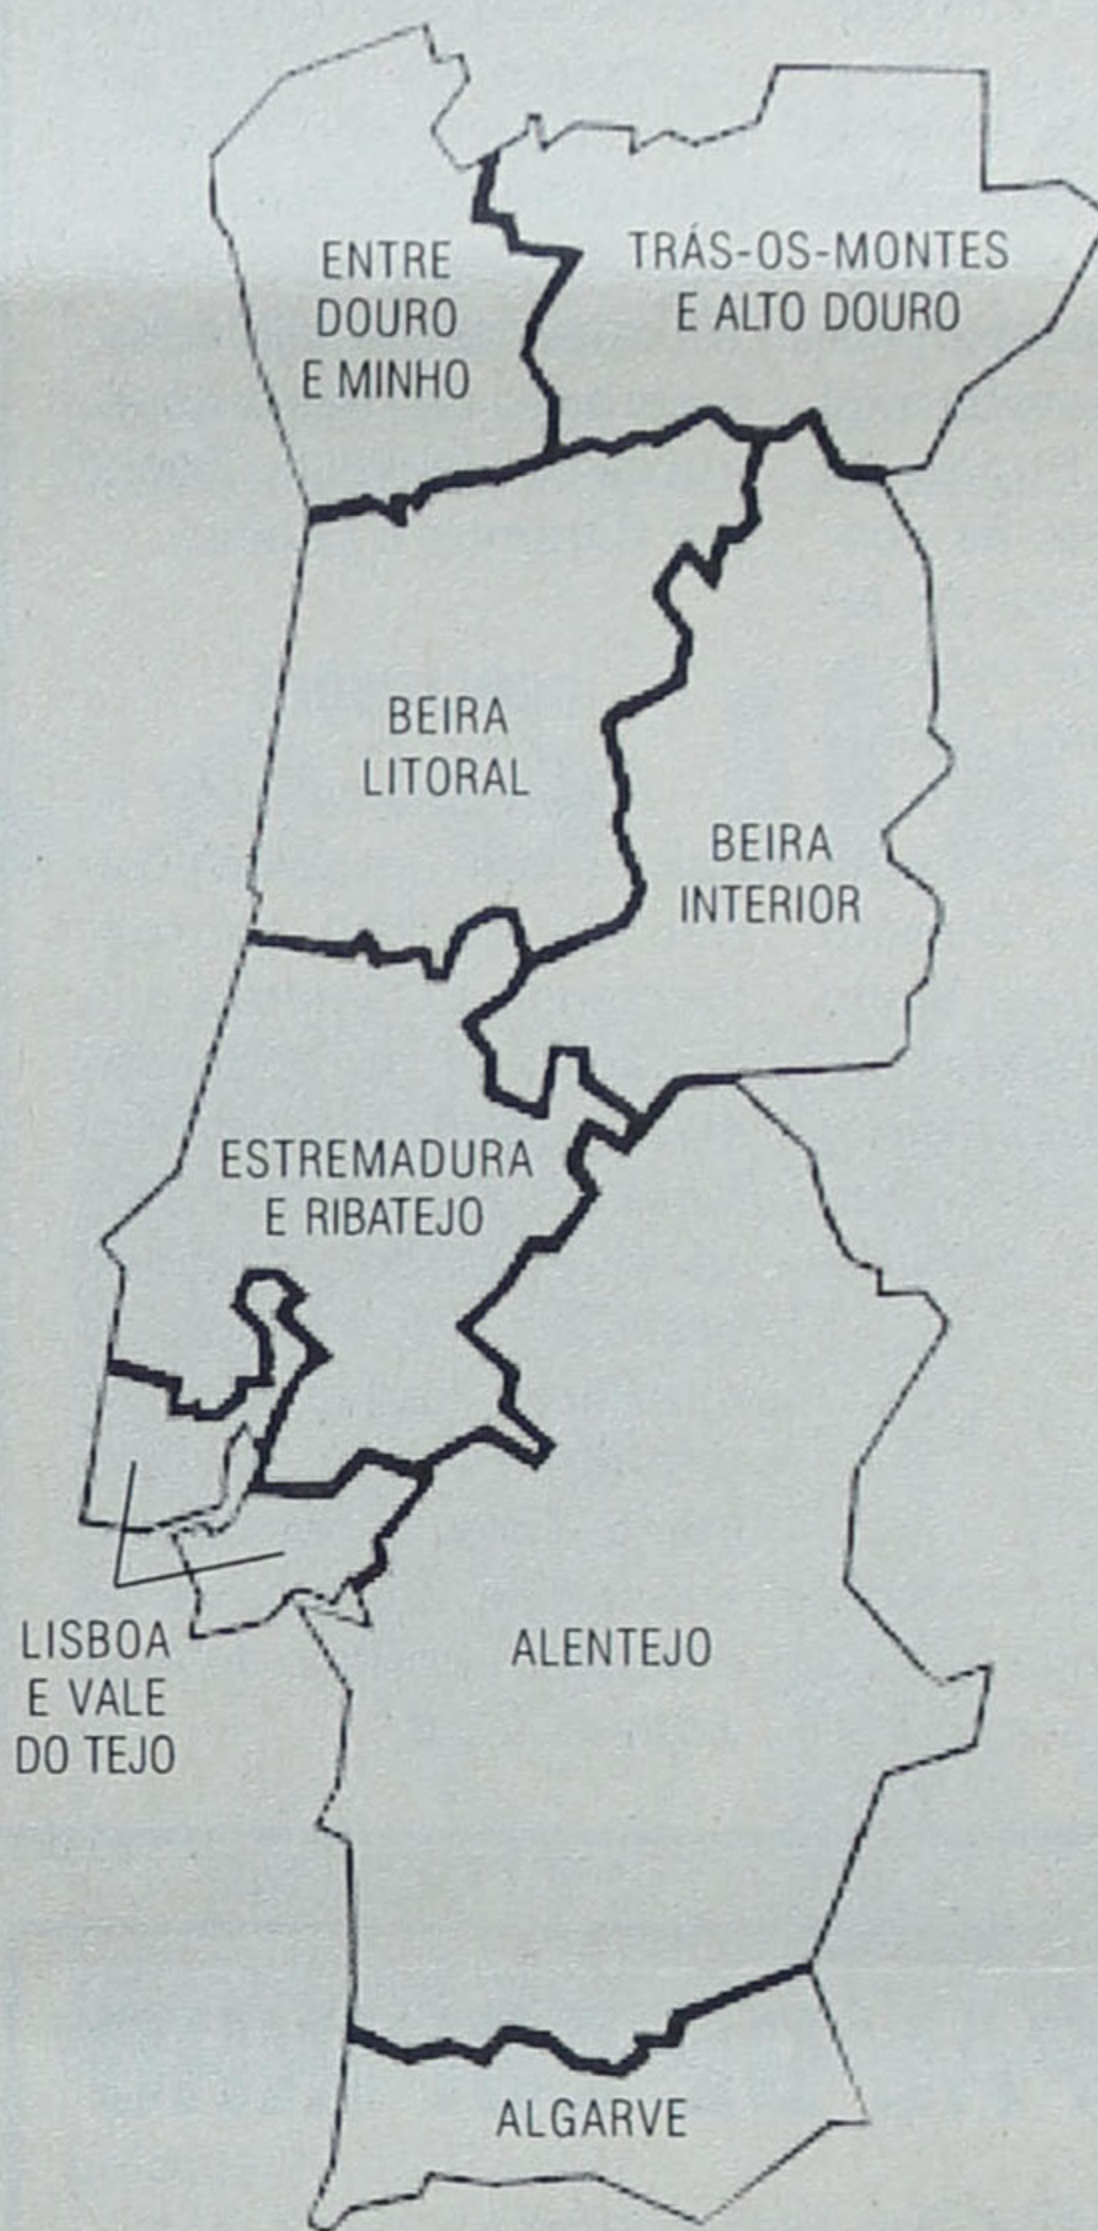 ENTRE
DOURO
E MINHO
TRÁS-OS-MONTES
E ALTO DOURO
BEIRA
LITORAL
BEIRA
INTERIOR
ESTREMADURA
E RIBATEJO
LISBOA
E VALE
DO TEJO
ALENTEJO
ALGARVE